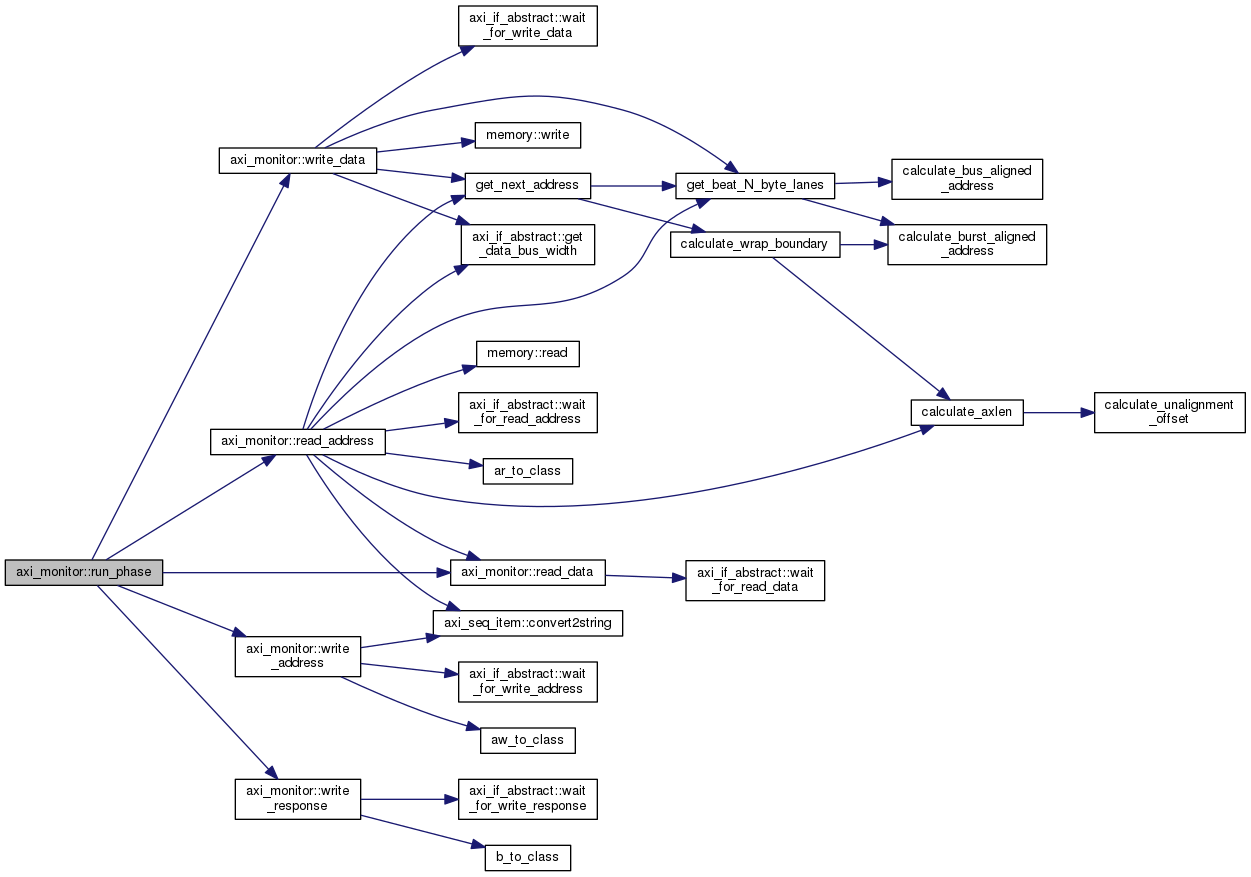 axi_if_abstract::wait
_for_write_data
memory::write
axi_monitor::write_data
get_next_address
get_beat_N_byte_lanes
calculate_bus_aligned
_address
axi_if_abstract::get
_data_bus_width
calculate_wrap_boundary
calculate_burst_aligned
_address
memory::read
axi_if_abstract::wait
_for_read_address
calculate_axlen
calculate_unalignment
_offset
axi_monitor::read_address
ar_to_class
axi_monitor::run_phase
axi_monitor::read_data
axi_if_abstract::wait
_for_read_data
axi_seq_item::convert2string
axi_monitor::write
_address
axi_if_abstract::wait
_for_write_address
aw_to_class
axi_monitor::write
_response
axi_if_abstract::wait
_for_write_response
b_to_class